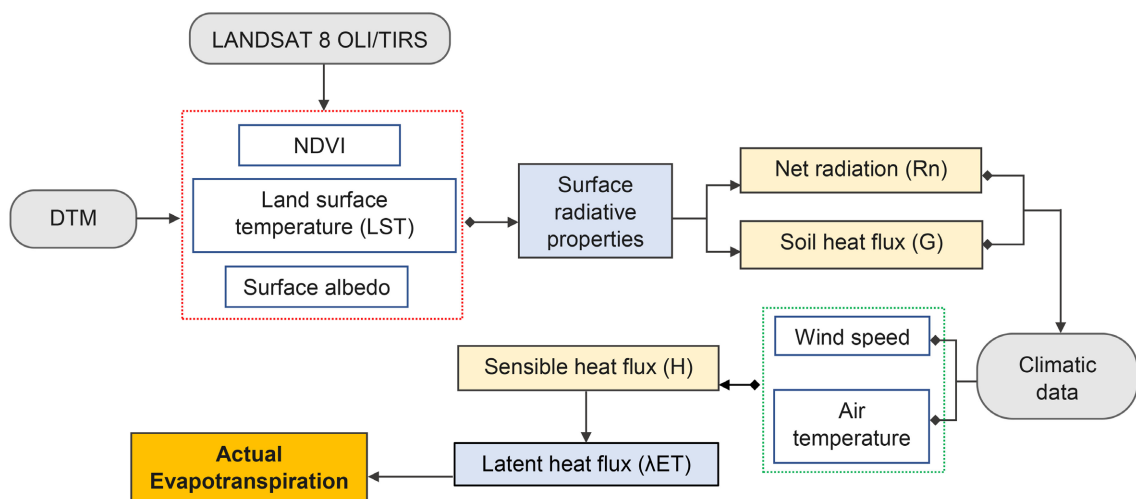 LANDSAT 8 OLI/TIRS
NDVI
Land surface
temperature (LST)
Surface albedo
DTM
Surface
radiative
properties
Net radiation (Rn)
Soil heat flux (G)
Climatic
data
Wind speed
Air
temperature
Sensible heat flux (H)
Latent heat flux (λET)
Actual
Evapotranspiration